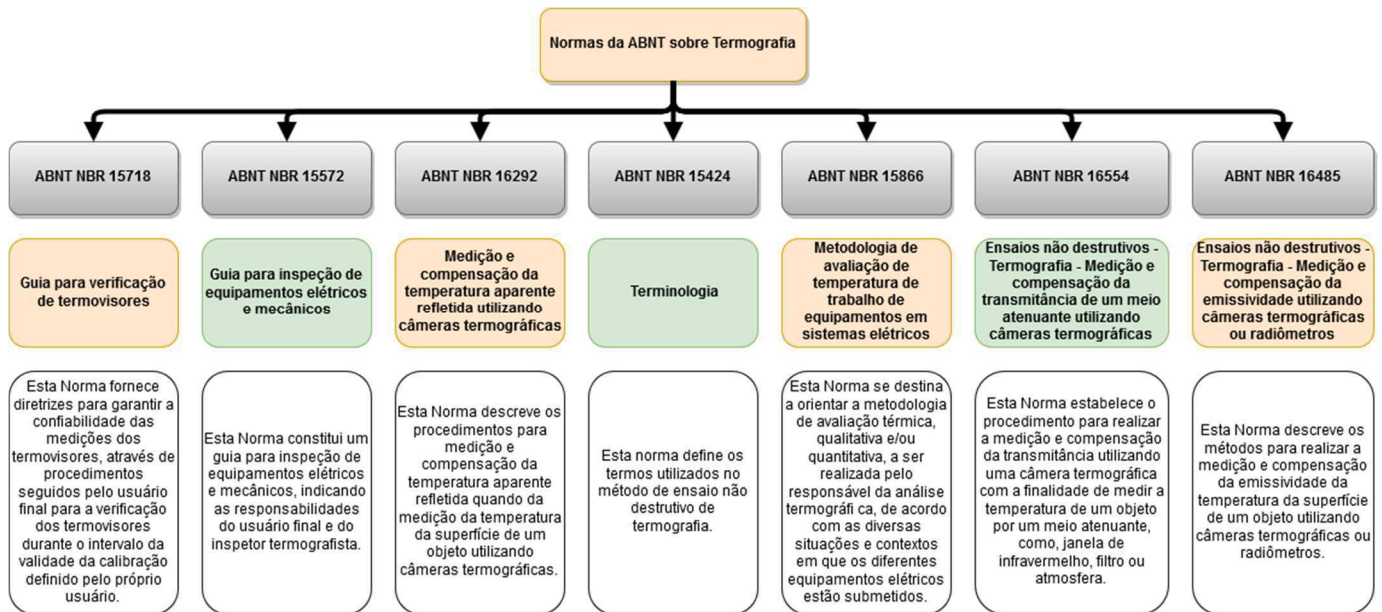 Normas da ABNT sobre Termografia
ABNT NBR 15718
ABNT NBR 15572
ABNT NBR 16292
ABNT NBR 15424
ABNT NBR 15866
ABNT NBR 16554
ABNT NBR 16485
Guia para verificação
de termovisores
Guia para inspeção de
equipamentos elétricos
e mecânicos
Medição e
compensação da
temperatura aparente
refletida utilizando
câmeras termográficas
Terminologia
Metodologia de
avaliação de
temperatura de
trabalho de
equipamentos em
sistemas elétricos
Ensaios não destrutivos -
Termografia - Medição e
compensação da
transmitância de um meio
atenuante utilizando
câmeras termográficas
Ensaios não destrutivos -
Termografia - Medição e
compensação da
emissividade utilizando
câmeras termográficas
ou radiômetros
Esta Norma fornece
diretrizes para garantir a
confiabilidade das
medições dos
termovisores, através de
procedimentos
seguidos pelo usuário
final para a verificação
dos termovisores
durante o intervalo da
validade da calibração
definido pelo próprio
usuário.
Esta Norma constitui um
guia para inspeção de
equipamentos elétricos
e mecânicos, indicando
as responsabilidades
do usuário final e do
inspetor termografista.
Esta Norma descreve os
procedimentos para
medição e
compensação da
temperatura aparente
refletida quando da
medição da temperatura
da superfície de um
objeto utilizando
câmeras termográficas.
Esta norma define os
termos utilizados no
método de ensaio não
destrutivo de
termografia.
Esta Norma se destina
a orientar a metodologia
de avaliação térmica,
qualitativa e/ou
quantitativa, a ser
realizada pelo
responsável da análise
termográfi ca, de acordo
com as diversas
situações e contextos
em que os diferentes
equipamentos elétricos
estão submetidos.
Esta Norma estabelece o
procedimento para realizar
a medição e compensação
da transmitância utilizando
uma câmera termográfica
com a finalidade de medir a
temperatura de um objeto
por um meio atenuante,
como, janela de
infravermelho, filtro ou
atmosfera.
Esta Norma descreve os
métodos para realizar a
medição e compensação
da emissividade da
temperatura da superfície
de um objeto utilizando
câmeras termográficas ou
radiômetros.